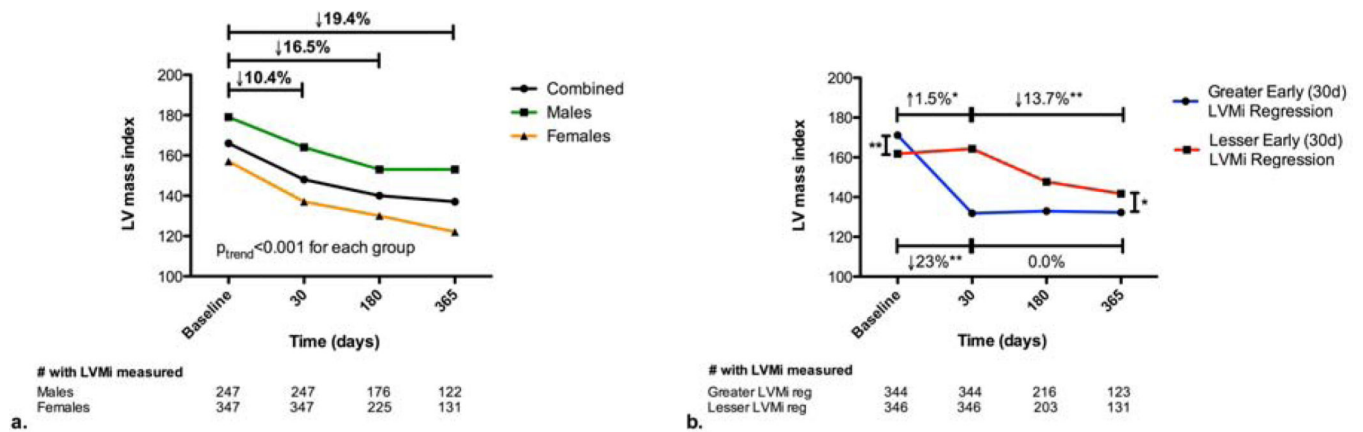 ↓19.4%
↓16.5%
↓10.4%
200
180
160
140
120
100
LV mass index
Combined
Males
Females
p_trend<0.001 for each group
Baseline
30
180
365
Time (days)
# with LVMi measured
Males 247 247 176 122
Females 347 347 225 131
a.
200
180
160
140
120
100
LV mass index
↑1.5%*
↓13.7%**
**
*
↓23%**
0.0%
Greater Early (30d)
LVMi Regression
Lesser Early (30d)
LVMi Regression
Baseline
30
180
365
Time (days)
# with LVMi measured
Greater LVMi reg 344 344 216 123
Lesser LVMi reg 346 346 203 131
b.